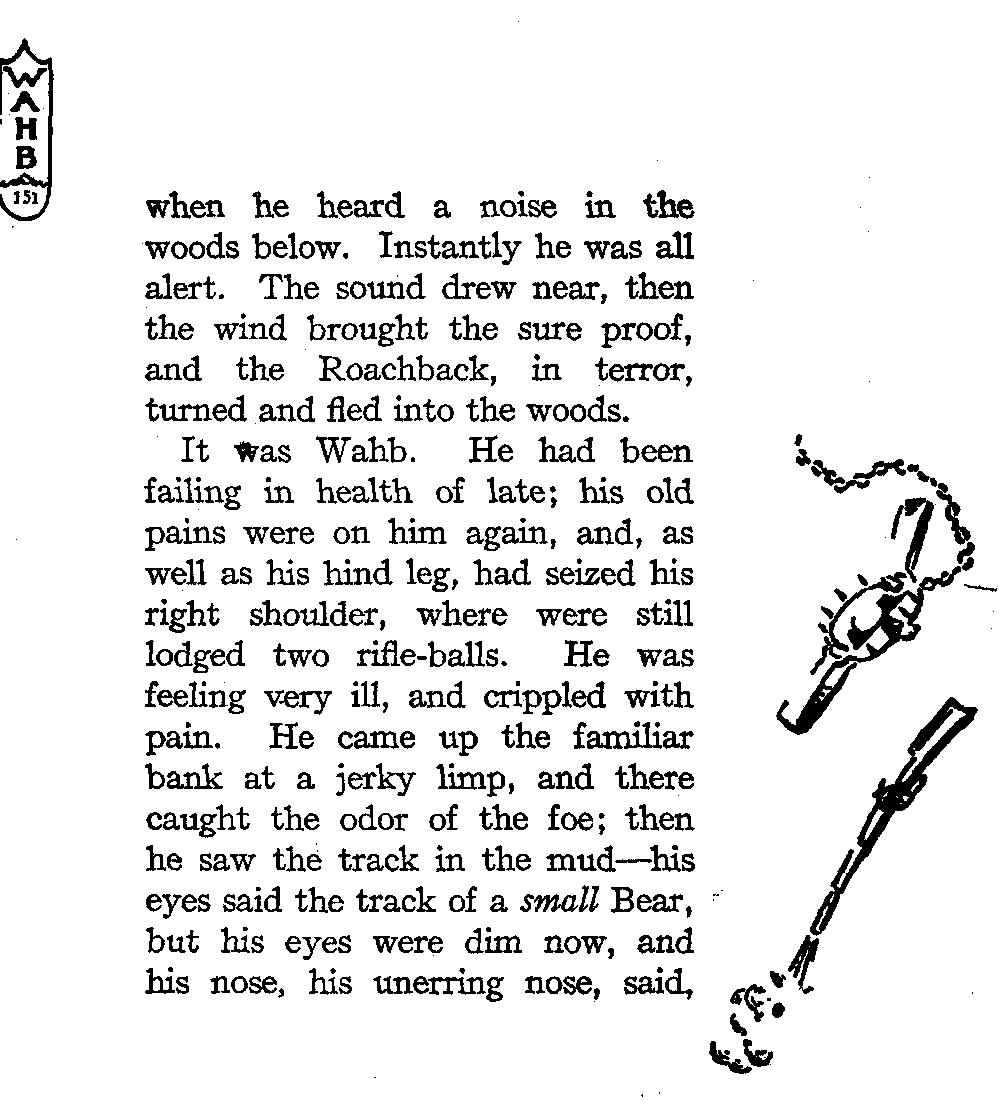 WAHB
151
when he heard a noise in the
woods below. Instantly he was all
alert. The sound drew near, then
the wind brought the sure proof,
and the Roachback, in terror,
turned and fled into the woods.
It was Wahb. He had been
failing in health of late; his old
pains were on him again, and, as
well as his hind leg, had seized his
right shoulder, where were still
lodged two rifle-balls. He was
feeling very ill, and crippled with
pain. He came up the familiar
bank at a jerky limp, and there
caught the odor of the foe; then
he saw the track in the mud—his
eyes said the track of a small Bear,
but his eyes were dim now, and
his nose, his unerring nose, said,